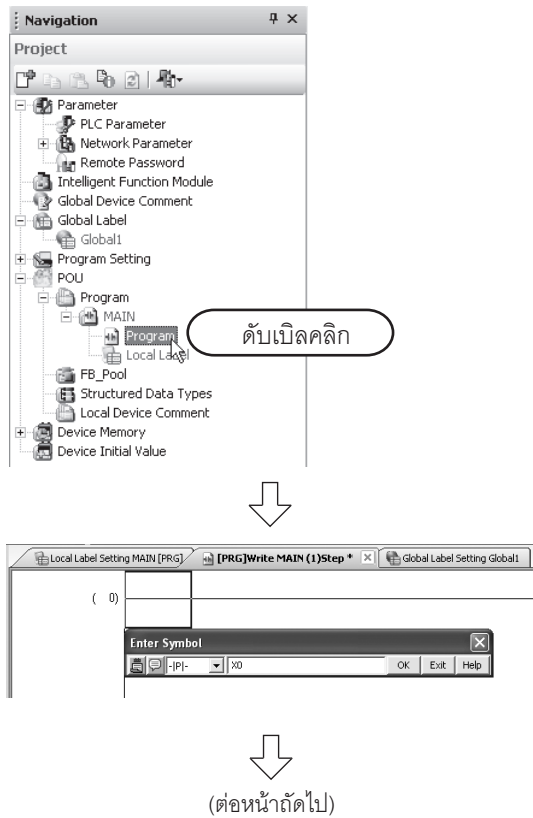 Navigation
Project
Parameter
PLC Parameter
Network Parameter
Remote Password
Intelligent Function Module
Global Device Comment
Global Label
Global1
Program Setting
POU
Program
MAIN
Program
ดับเบิลคลิก
Local Label
FB_Pool
Structured Data Types
Local Device Comment
Device Memory
Device Initial Value
Local Label Setting MAIN [PRG] [PRG]Write MAIN (1)Step * Global Label Setting Global1
( 0)
Enter Symbol
-|P|- X0 OK Exit Help
(ต่อหน้าถัดไป)